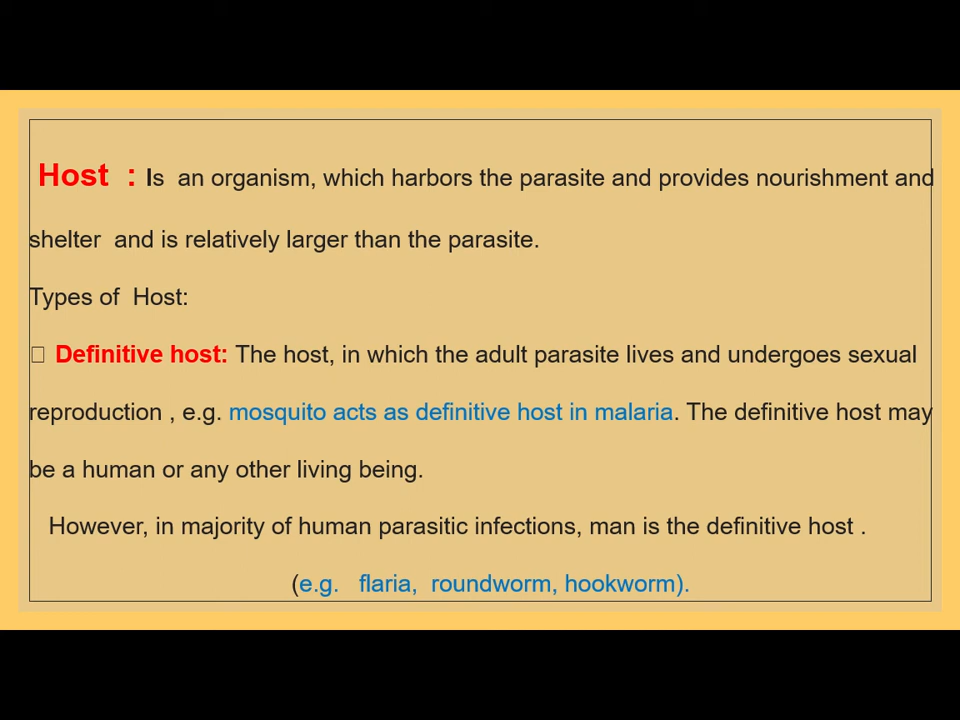 Host : Is an organism, which harbors the parasite and provides nourishment and
shelter and is relatively larger than the parasite.
Types of Host:
□ Definitive host: The host, in which the adult parasite lives and undergoes sexual
reproduction , e.g. mosquito acts as definitive host in malaria. The definitive host may
be a human or any other living being.
However, in majority of human parasitic infections, man is the definitive host .
(e.g. flaria, roundworm, hookworm).